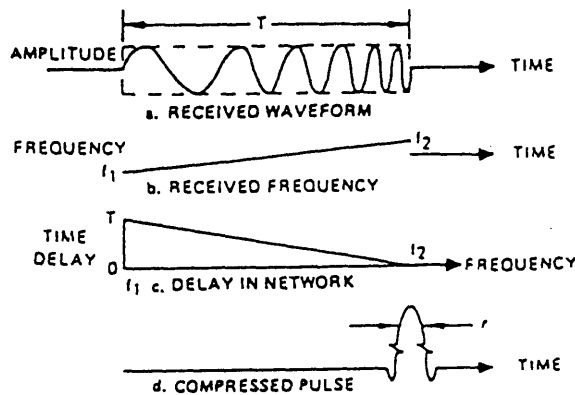 T
AMPLITUDE
TIME
a. RECEIVED WAVEFORM
FREQUENCY
f2
TIME
f1
b. RECEIVED FREQUENCY
T
TIME
DELAY
f2
0
FREQUENCY
f1 c. DELAY IN NETWORK
r
TIME
d. COMPRESSED PULSE